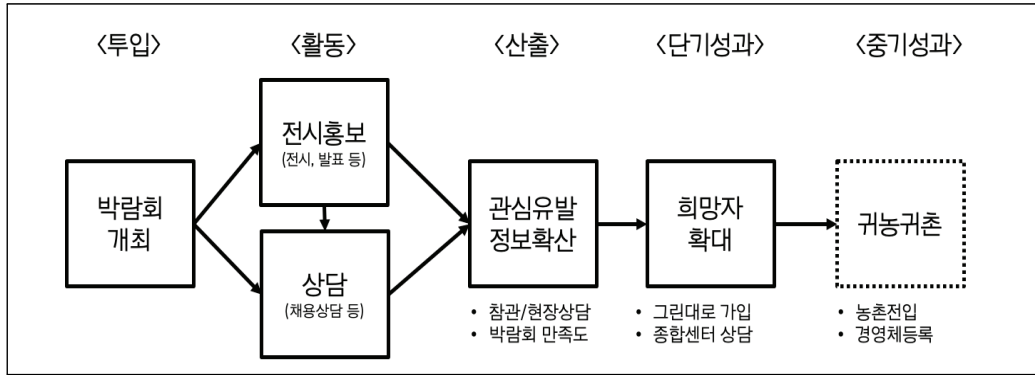 〈투입〉
〈활동〉
〈산출〉
〈단기성과〉
〈중기성과〉
박람회
개최
전시홍보
(전시, 발표 등)
상담
(채용상담 등)
관심유발
정보확산
• 참관/현장상담
• 박람회 만족도
희망자
확대
• 그린대로 가입
• 종합센터 상담
귀농귀촌
• 농촌전입
• 경영체등록